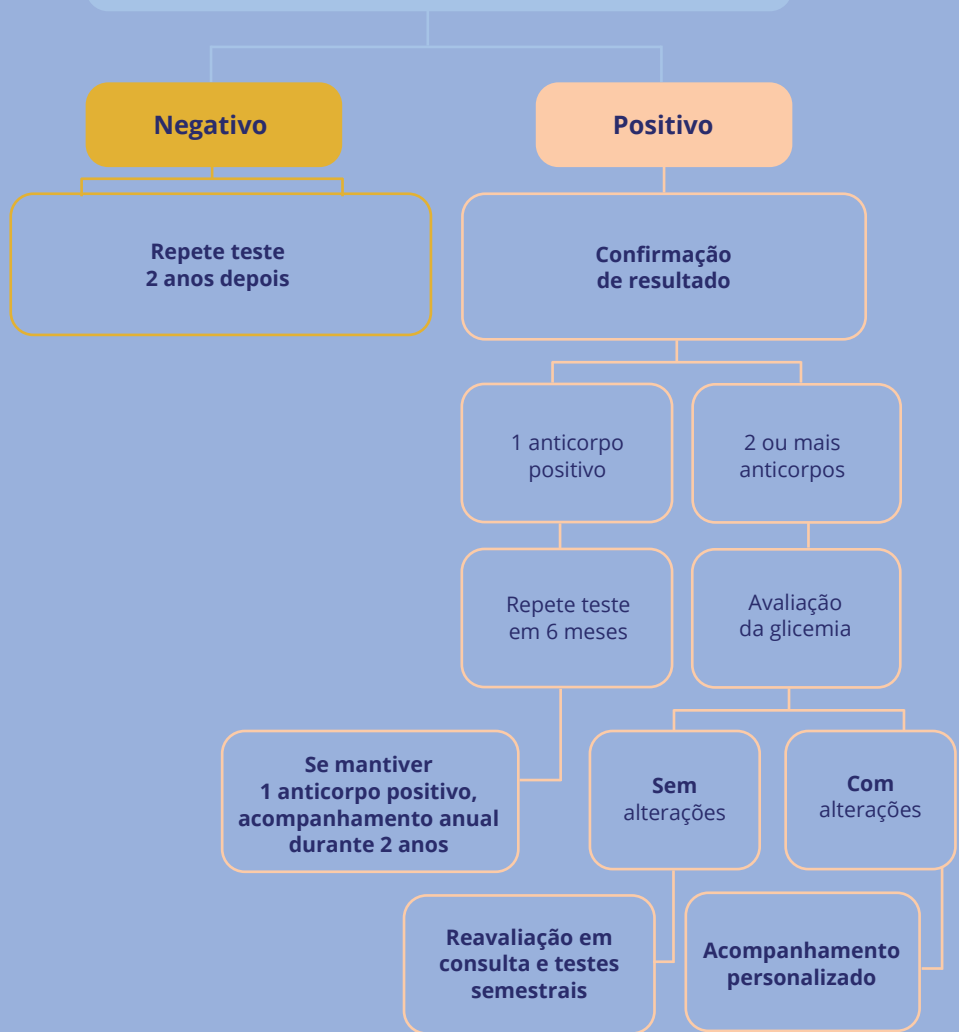 Negativo
Positivo
Repete teste
2 anos depois
Confirmação
de resultado
1 anticorpo
positivo
2 ou mais
anticorpos
Repete teste
em 6 meses
Avaliação
da glicemia
Se mantiver
1 anticorpo positivo,
acompanhamento anual
durante 2 anos
Sem
alterações
Com
alterações
Reavaliação em
consulta e testes
semestrais
Acompanhamento
personalizado